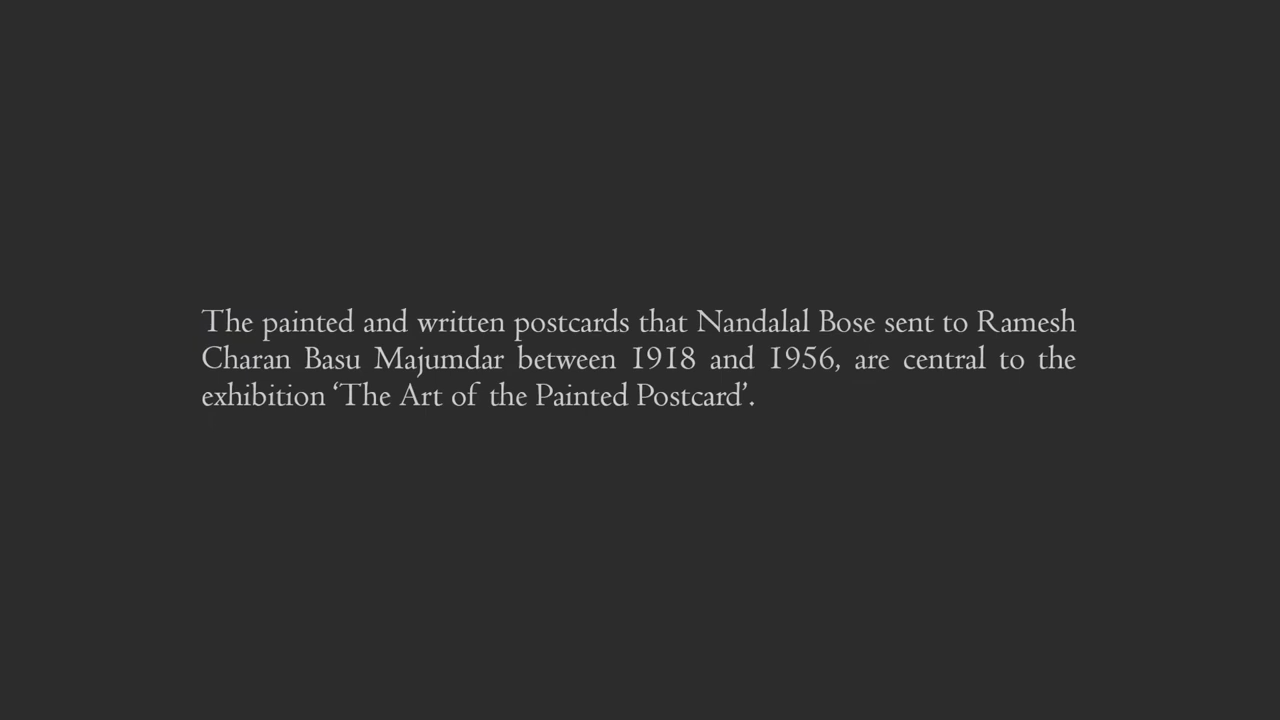 The painted and written postcards that Nandalal Bose sent to Ramesh
Charan Basu Majumdar between 1918 and 1956, are central to the
exhibition ‘The Art of the Painted Postcard’.